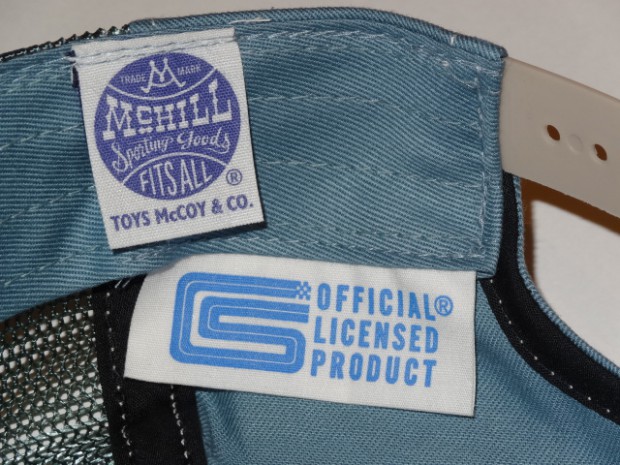 TRADE MARK
M
McHILL
Sporting Goods
FITS ALL ®
TOYS McCOY & CO.
OFFICIAL®
LICENSED
PRODUCT